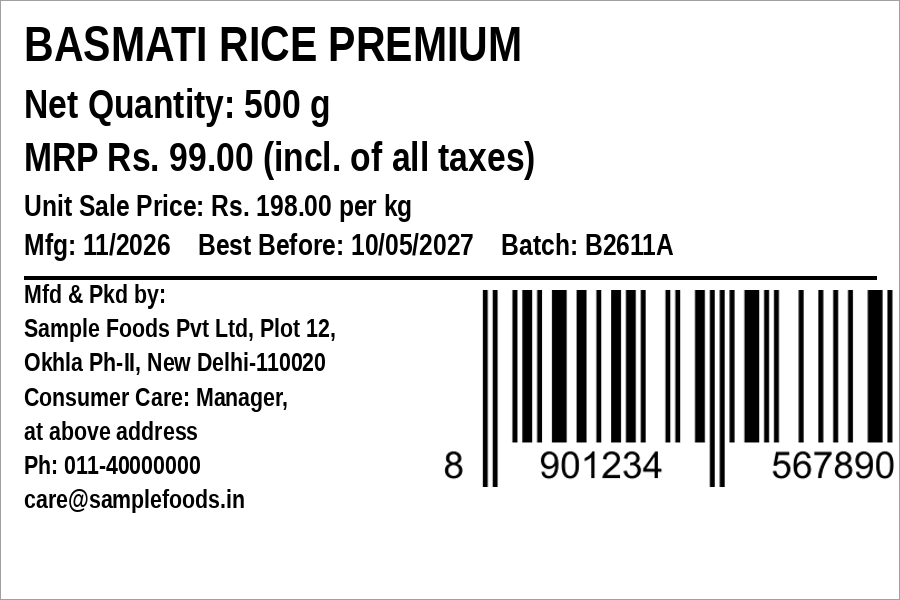 BASMATI RICE PREMIUM
Net Quantity: 500 g
MRP Rs. 99.00 (incl. of all taxes)
Unit Sale Price: Rs. 198.00 per kg
Mfg: 11/2026 Best Before: 10/05/2027 Batch: B2611A
Mfd & Pkd by:
Sample Foods Pvt Ltd, Plot 12,
Okhla Ph-II, New Delhi-110020
Consumer Care: Manager,
at above address
Ph: 011-40000000
care@samplefoods.in
8 901234 567890